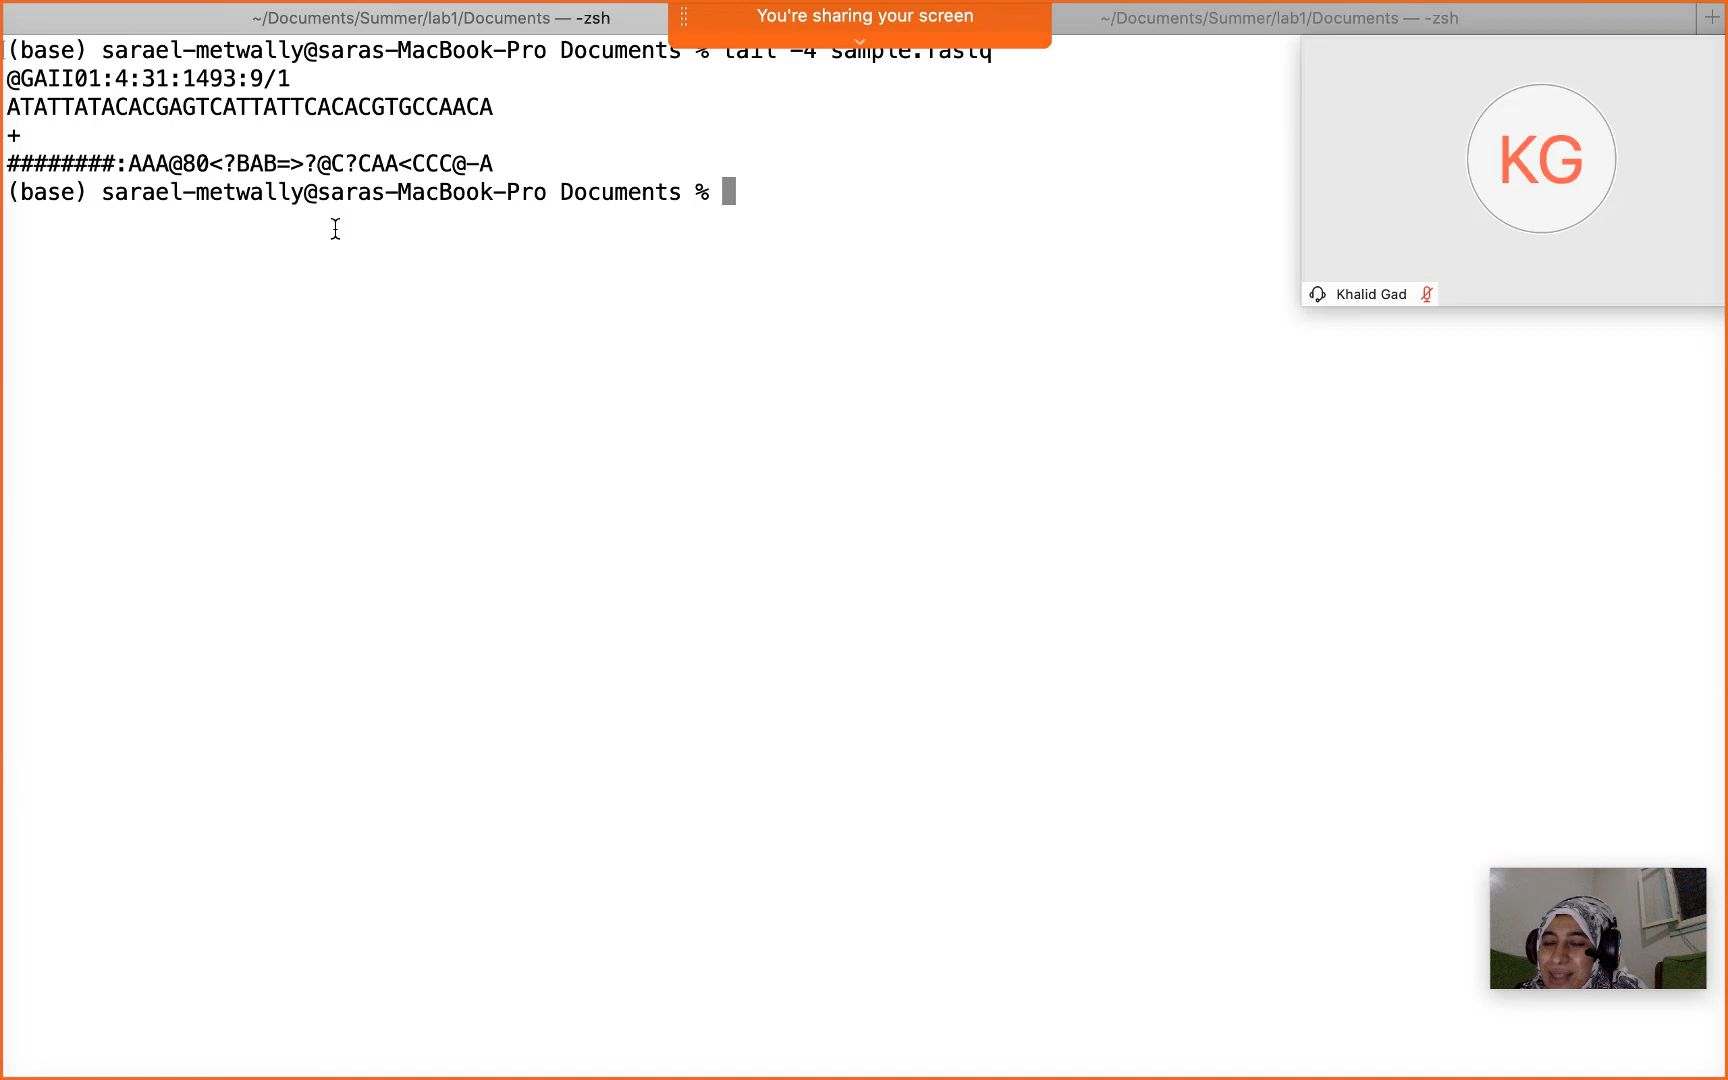 ~/Documents/Summer/lab1/Documents — -zsh
You're sharing your screen
~/Documents/Summer/lab1/Documents — -zsh
(base) sarael-metwally@saras-MacBook-Pro Documents % tail -4 sample.fastq
@GAII01:4:31:1493:9/1
ATATTATACACGAGTCATTATTCACACGTGCCAACA
+
########:AAA@80<?BAB=>?@C?CAA<CCC@-A
(base) sarael-metwally@saras-MacBook-Pro Documents %
KG
Khalid Gad